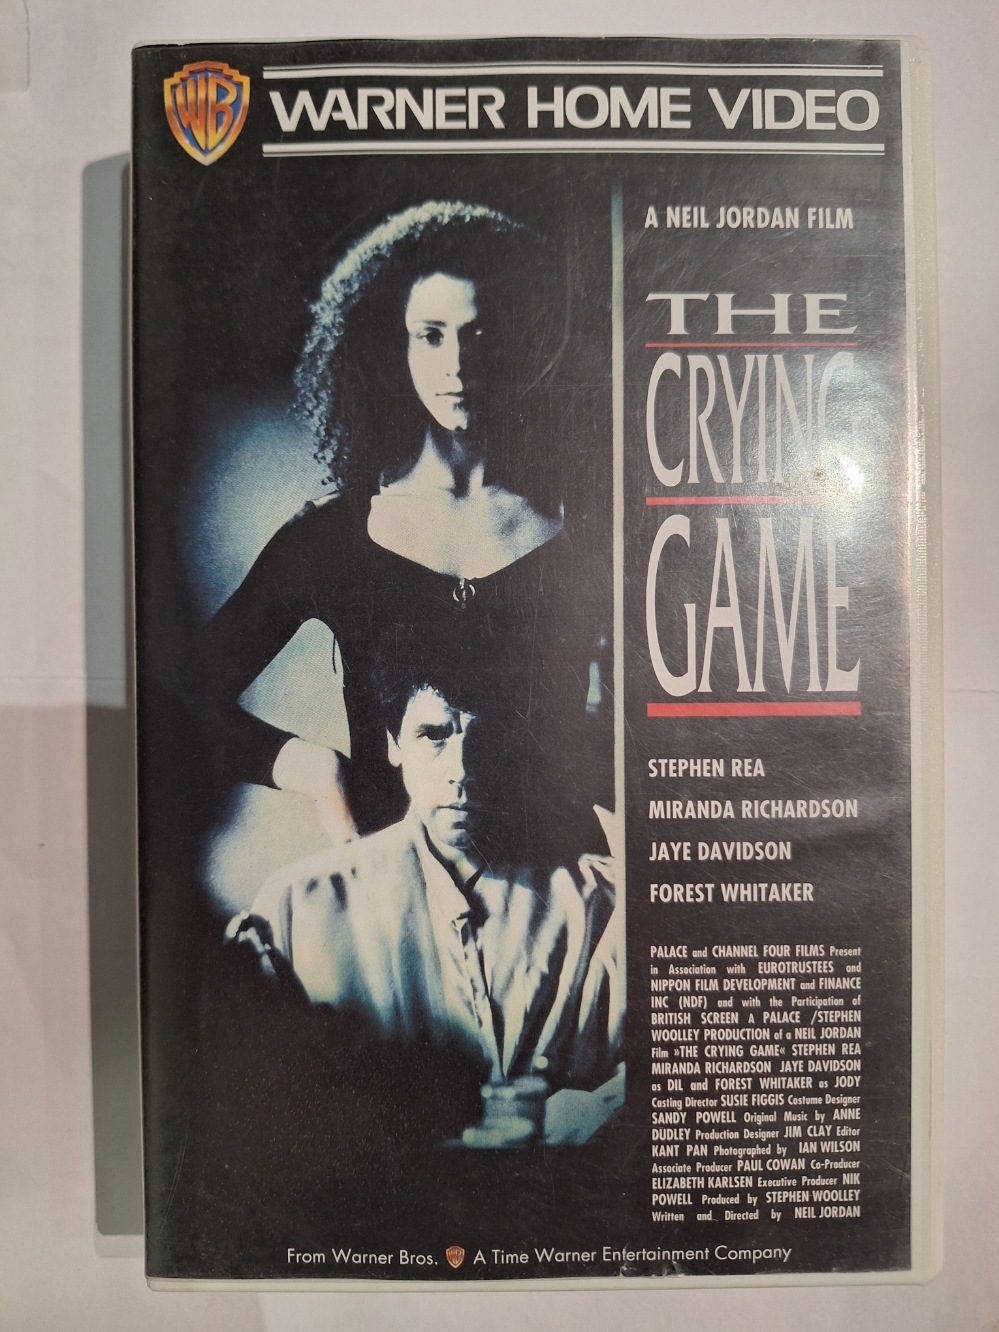 WB
WARNER HOME VIDEO
A NEIL JORDAN FILM
THE
CRYING
GAME
STEPHEN REA
MIRANDA RICHARDSON
JAYE DAVIDSON
FOREST WHITAKER
PALACE and CHANNEL FOUR FILMS Present
in Association with EUROTRUSTEES and
NIPPON FILM DEVELOPMENT and FINANCE
INC (NDF) and with the Participation of
BRITISH SCREEN A PALACE /STEPHEN
WOOLLEY PRODUCTION of a NEIL JORDAN
Film »THE CRYING GAME« STEPHEN REA
MIRANDA RICHARDSON JAYE DAVIDSON
as DIL and FOREST WHITAKER as JODY
Casting Director SUSIE FIGGIS Costume Designer
SANDY POWELL Original Music by ANNE
DUDLEY Production Designer JIM CLAY Editor
KANT PAN Photographed by IAN WILSON
Associate Producer PAUL COWAN Co-Producer
ELIZABETH KARLSEN Executive Producer NIK
POWELL Produced by STEPHEN WOOLLEY
Written and Directed by NEIL JORDAN
From Warner Bros. WB A Time Warner Entertainment Company